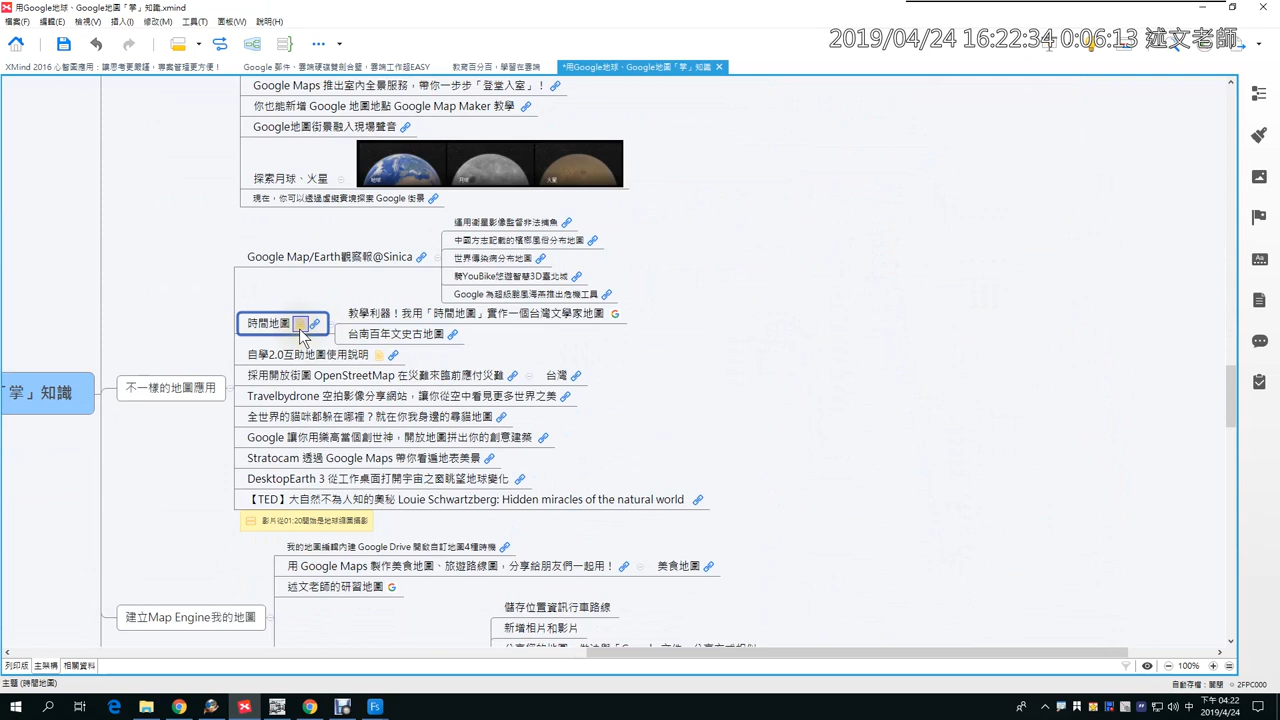 用Google地球、Google地圖「掌」知識.xmind
檔案(F) 編輯(E) 檢視(V) 插入(I) 修改(M) 工具(T) 面板(W) 說明(H)
2019/04/24 16:22:34 0:06:13 述文老師
XMind 2016 心智圖應用：讓思考更嚴謹，專案管理更方便！
Google 郵件、雲端硬碟雙劍合壁，雲端工作超EASY
教育百分百，學習在雲端
*用Google地球、Google地圖「掌」知識
Google Maps 推出室內全景服務，帶你一步步「登堂入室」！
你也能新增 Google 地圖地點 Google Map Maker 教學
Google地圖街景融入現場聲音
探索月球、火星
地球 月球 火星
現在，你可以透過虛擬實境探索 Google 街景
Google Map/Earth觀察報@Sinica
運用衛星影像監督非法捕魚
中國方志記載的檳榔風俗分布地圖
世界傳染病分布地圖
騎YouBike悠遊智慧3D臺北城
Google 為超級颱風海燕推出危機工具
時間地圖
教學利器！我用「時間地圖」實作一個台灣文學家地圖
台南百年文史古地圖
自學2.0互助地圖使用說明
採用開放街圖 OpenStreetMap 在災難來臨前應付災難
台灣
Travelbydrone 空拍影像分享網站，讓你從空中看見更多世界之美
全世界的貓咪都躲在哪裡？就在你我身邊的尋貓地圖
Google 讓你用樂高當個創世神，開放地圖拼出你的創意建築
Stratocam 透過 Google Maps 帶你看遍地表美景
DesktopEarth 3 從工作桌面打開宇宙之窗眺望地球變化
【TED】大自然不為人知的奧秘 Louie Schwartzberg: Hidden miracles of the natural world
影片從01:20開始是地球縮圖攝影
「掌」知識
不一樣的地圖應用
建立Map Engine我的地圖
我的地圖編輯內建 Google Drive 開啟自訂地圖4種時機
用 Google Maps 製作美食地圖、旅遊路線圖，分享給朋友們一起用！
美食地圖
述文老師的研習地圖
儲存位置資訊行車路線
新增相片和影片
列印版 主架構 相關資料
100%
主題 (時間地圖)
自動存檔：關閉
2FPC000
下午 04:22
2019/4/24
中